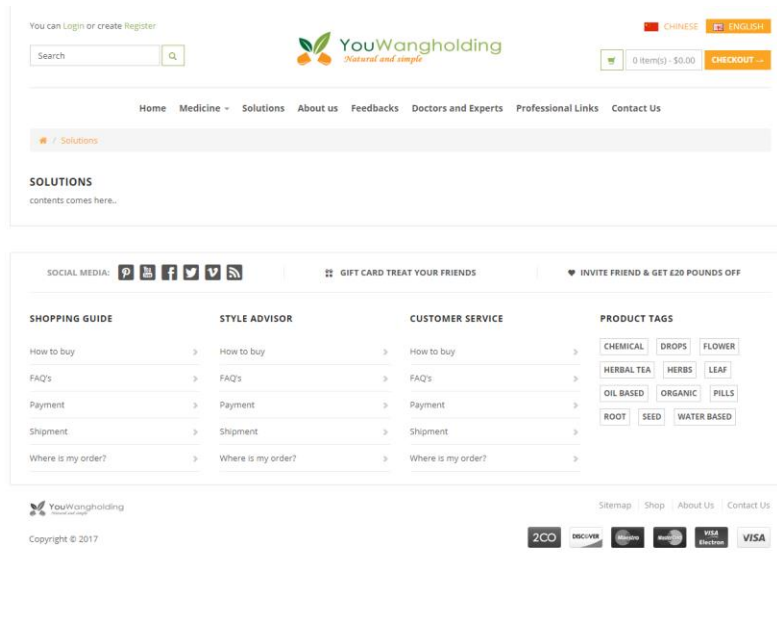 You can Login or create Register
CHINESE
ENGLISH
Search
YouWangholding
Natural and simple
0 item(s) - $0.00
CHECKOUT →
Home Medicine Solutions About us Feedbacks Doctors and Experts Professional Links Contact Us
/ Solutions
SOLUTIONS
contents comes here..
SOCIAL MEDIA:
GIFT CARD TREAT YOUR FRIENDS
INVITE FRIEND & GET £20 POUNDS OFF
SHOPPING GUIDE
How to buy
FAQ's
Payment
Shipment
Where is my order?
STYLE ADVISOR
How to buy
FAQ's
Payment
Shipment
Where is my order?
CUSTOMER SERVICE
How to buy
FAQ's
Payment
Shipment
Where is my order?
PRODUCT TAGS
CHEMICAL DROPS FLOWER
HERBAL TEA HERBS LEAF
OIL BASED ORGANIC PILLS
ROOT SEED WATER BASED
YouWangholding
Natural and simple
Sitemap Shop About Us Contact Us
Copyright © 2017
2CO DISCOVER Maestro MasterCard VISA Electron VISA